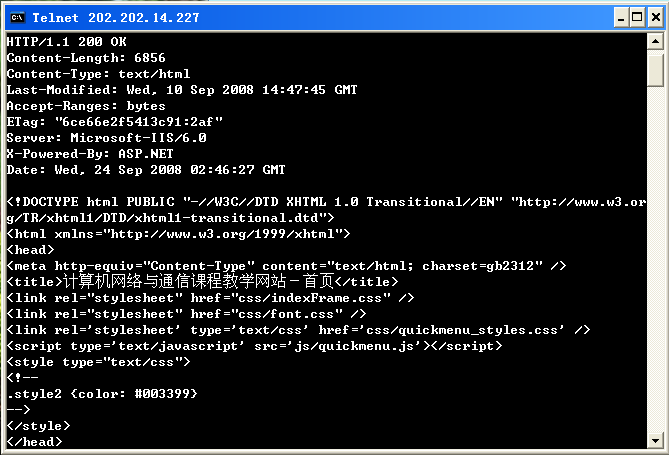 Telnet 202.202.14.227
HTTP/1.1 200 OK
Content-Length: 6856
Content-Type: text/html
Last-Modified: Wed, 10 Sep 2008 14:47:45 GMT
Accept-Ranges: bytes
ETag: "6ce66e2f5413c91:2af"
Server: Microsoft-IIS/6.0
X-Powered-By: ASP.NET
Date: Wed, 24 Sep 2008 02:46:27 GMT
<!DOCTYPE html PUBLIC "-//W3C//DTD XHTML 1.0 Transitional//EN" "http://www.w3.or
g/TR/xhtml1/DTD/xhtml1-transitional.dtd">
<html xmlns="http://www.w3.org/1999/xhtml">
<head>
<meta http-equiv="Content-Type" content="text/html; charset=gb2312" />
<title>计算机网络与通信课程教学网站－首页</title>
<link rel="stylesheet" href="css/indexFrame.css" />
<link rel="stylesheet" href="css/font.css" />
<link rel='stylesheet' type='text/css' href='css/quickmenu_styles.css' />
<script type='text/javascript' src='js/quickmenu.js'></script>
<style type="text/css">
<!--
.style2 {color: #003399}
-->
</style>
</head>